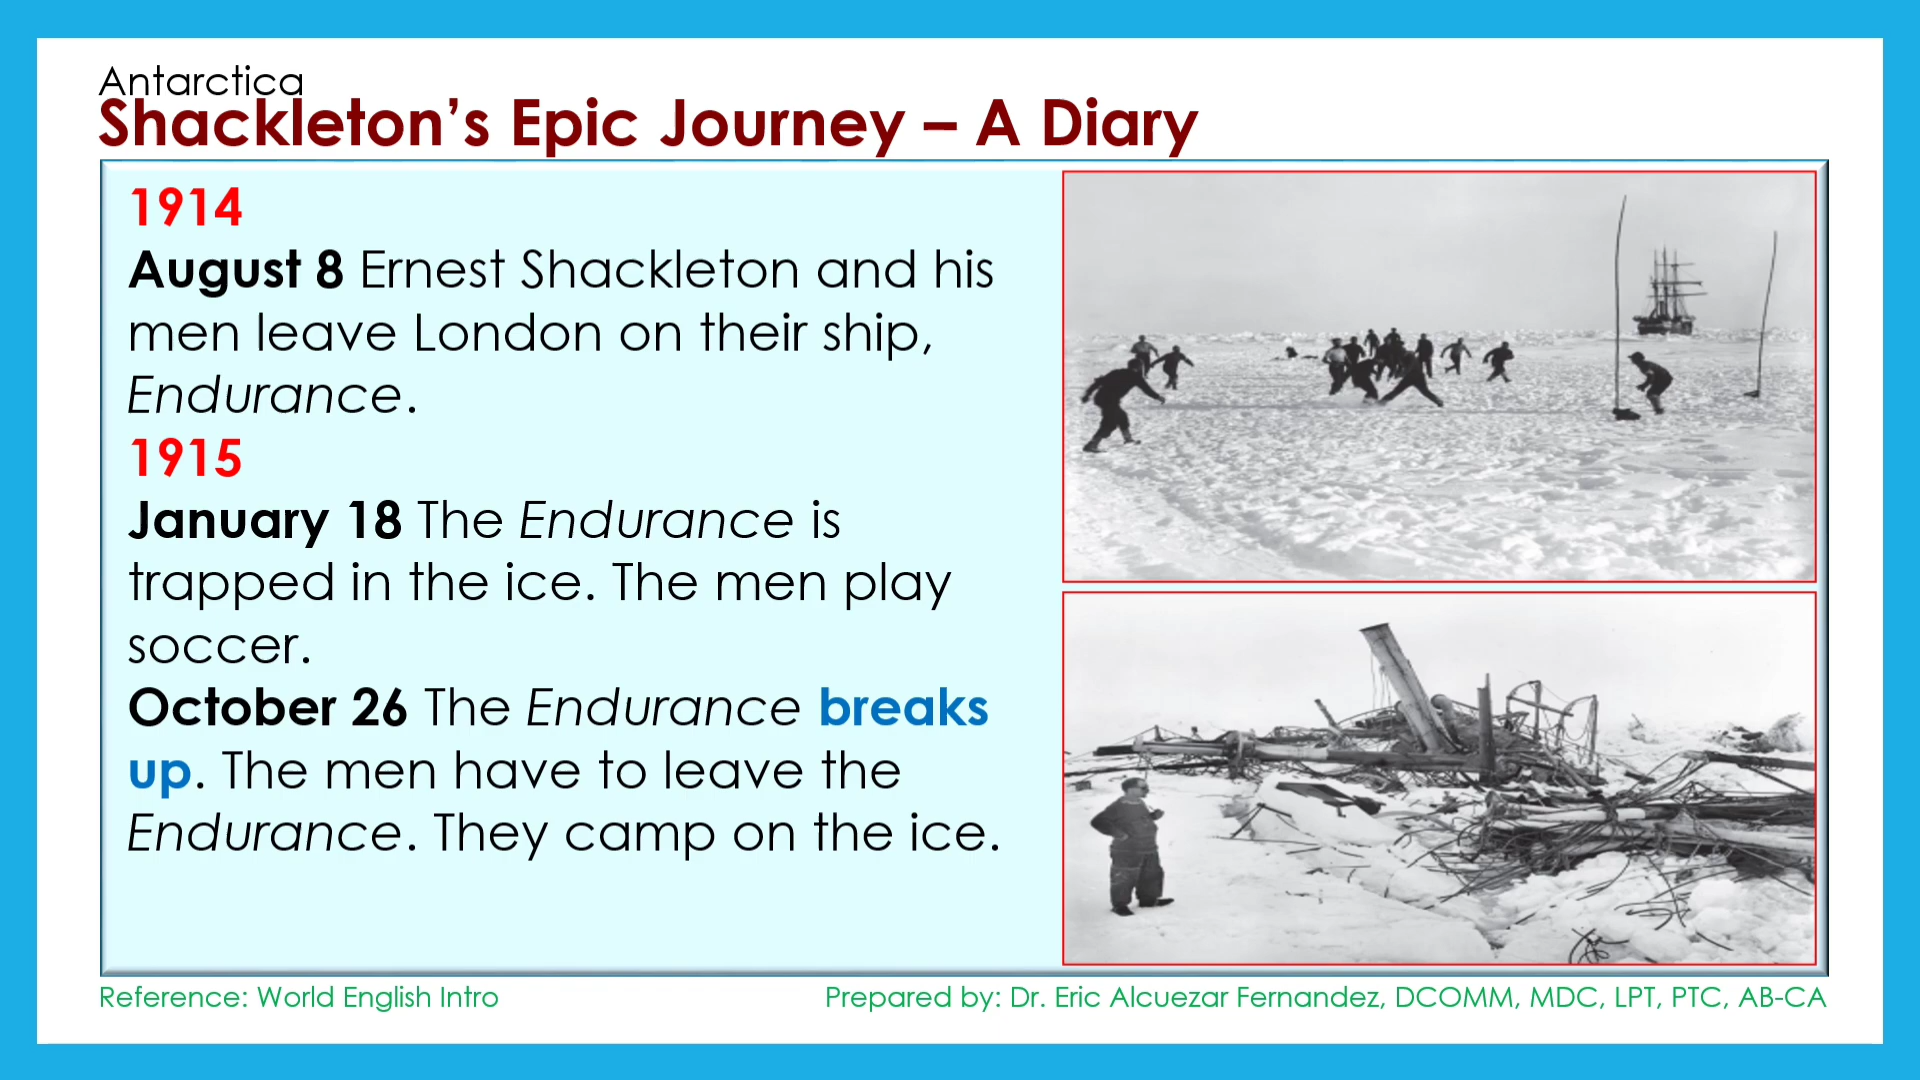 Antarctica
Shackleton’s Epic Journey – A Diary
1914
August 8 Ernest Shackleton and his
men leave London on their ship,
Endurance.
1915
January 18 The Endurance is
trapped in the ice. The men play
soccer.
October 26 The Endurance breaks
up. The men have to leave the
Endurance. They camp on the ice.
Reference: World English Intro
Prepared by: Dr. Eric Alcuezar Fernandez, DCOMM, MDC, LPT, PTC, AB-CA